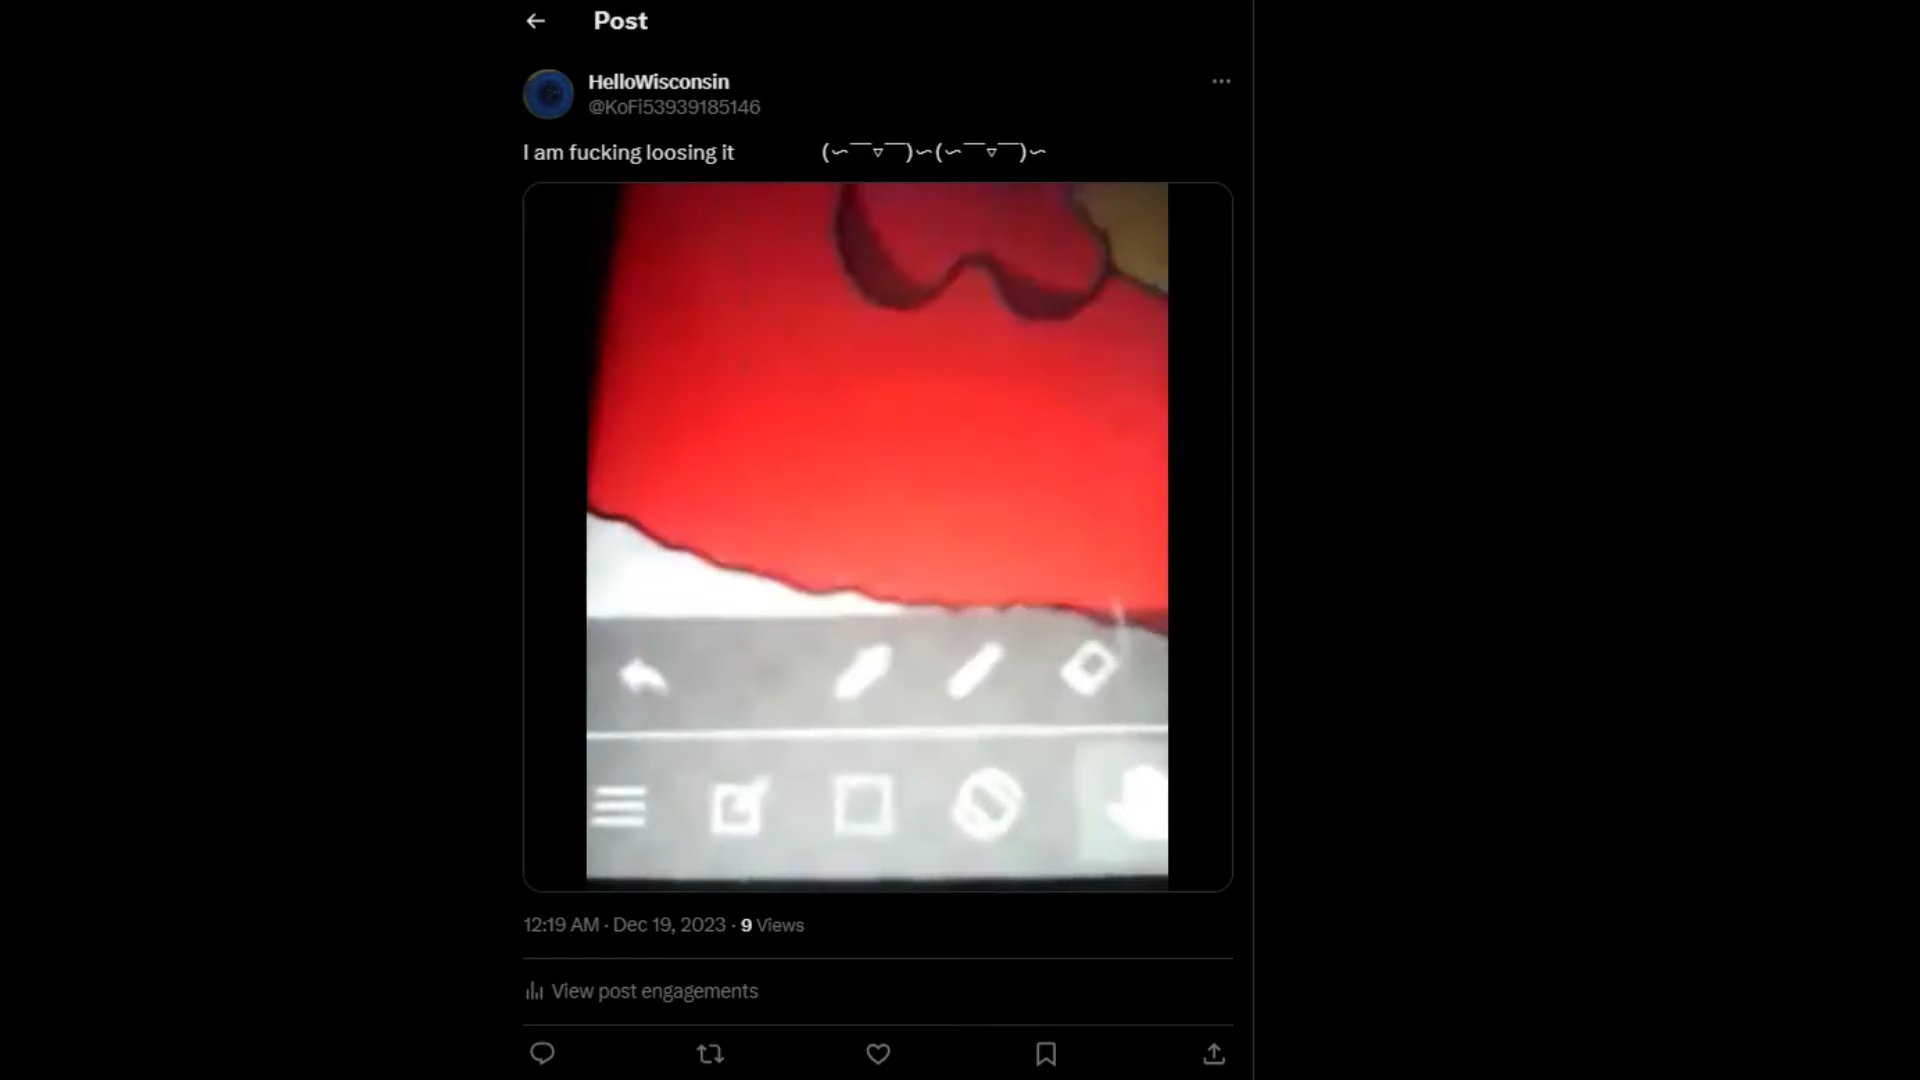 Post
HelloWisconsin
@KoFi53939185146
I am fucking loosing it (∽¯¯▿¯¯)∽(∽¯¯▿¯¯)∽
12:19 AM · Dec 19, 2023 · 9 Views
View post engagements